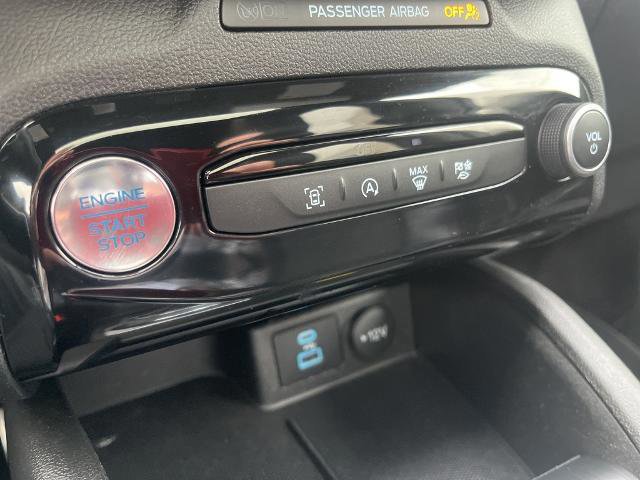 PASSENGER AIRBAG OFF
VOL
MAX
A
ENGINE
START
STOP
12V